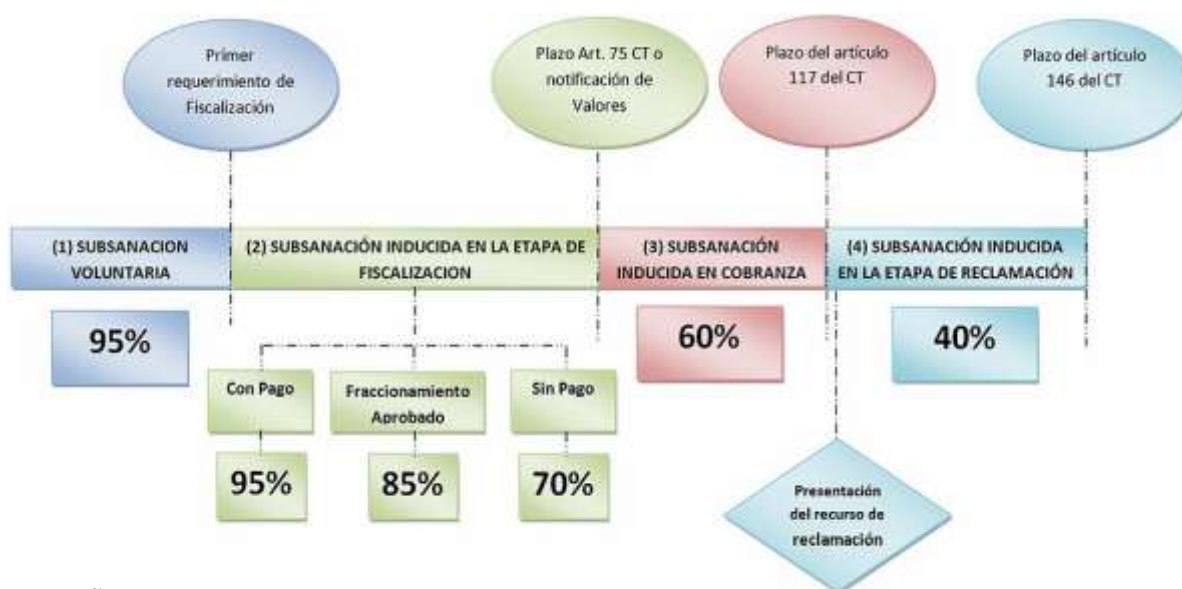 Primer
requerimiento de
Fiscalización
Plazo Art. 75 CT o
notificación de
Valores
Plazo del artículo
117 del CT
Plazo del artículo
146 del CT
(1) SUBSANACION
VOLUNTARIA
(2) SUBSANACIÓN INDUCIDA EN LA ETAPA DE
FISCALIZACION
(3) SUBSANACIÓN
INDUCIDA EN COBRANZA
(4) SUBSANACIÓN INDUCIDA
EN LA ETAPA DE RECLAMACIÓN
95%
60%
40%
Con Pago
Fraccionamiento
Aprobado
Sin Pago
95%
85%
70%
Presentación
del recurso de
reclamación